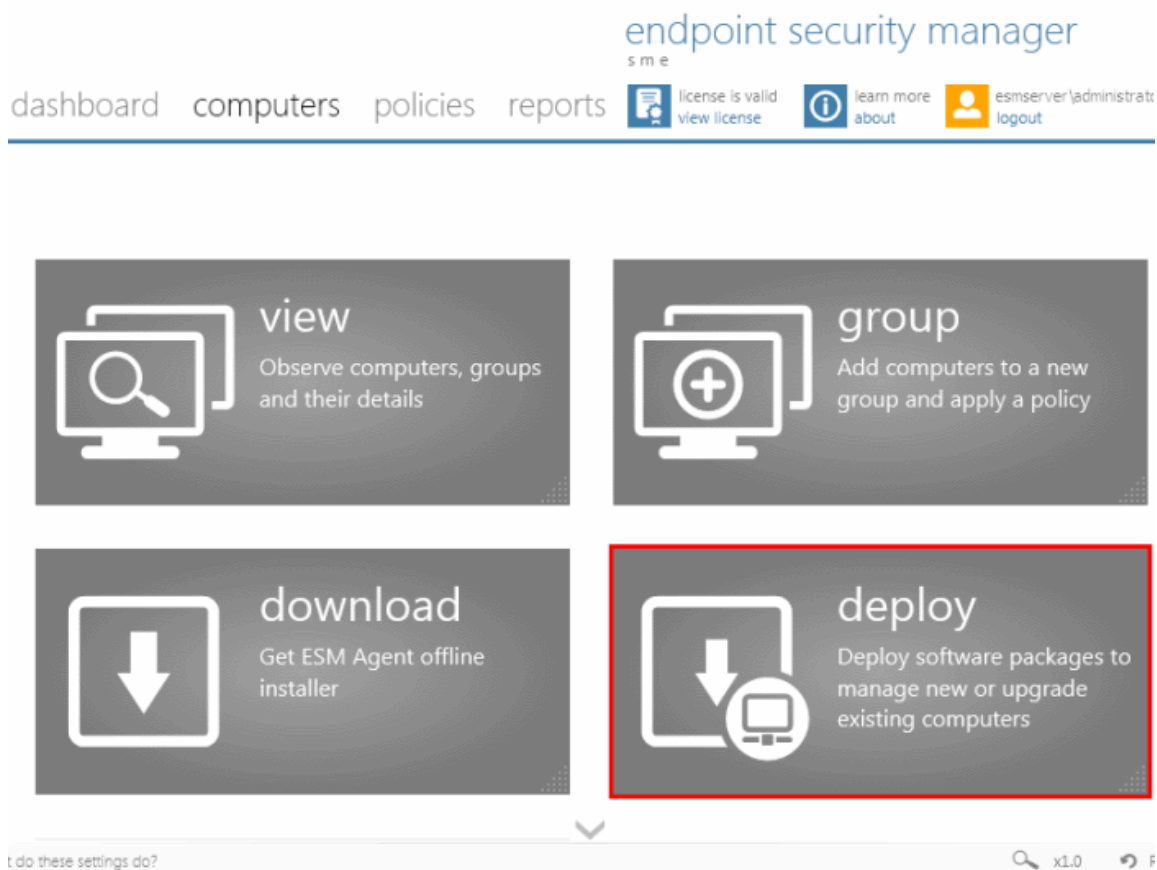 endpoint security manager
sme
dashboard computers policies reports
license is valid
view license
learn more
about
esmserver\administrato
logout
view
Observe computers, groups
and their details
group
Add computers to a new
group and apply a policy
download
Get ESM Agent offline
installer
deploy
Deploy software packages to
manage new or upgrade
existing computers
t do these settings do?
x1.0